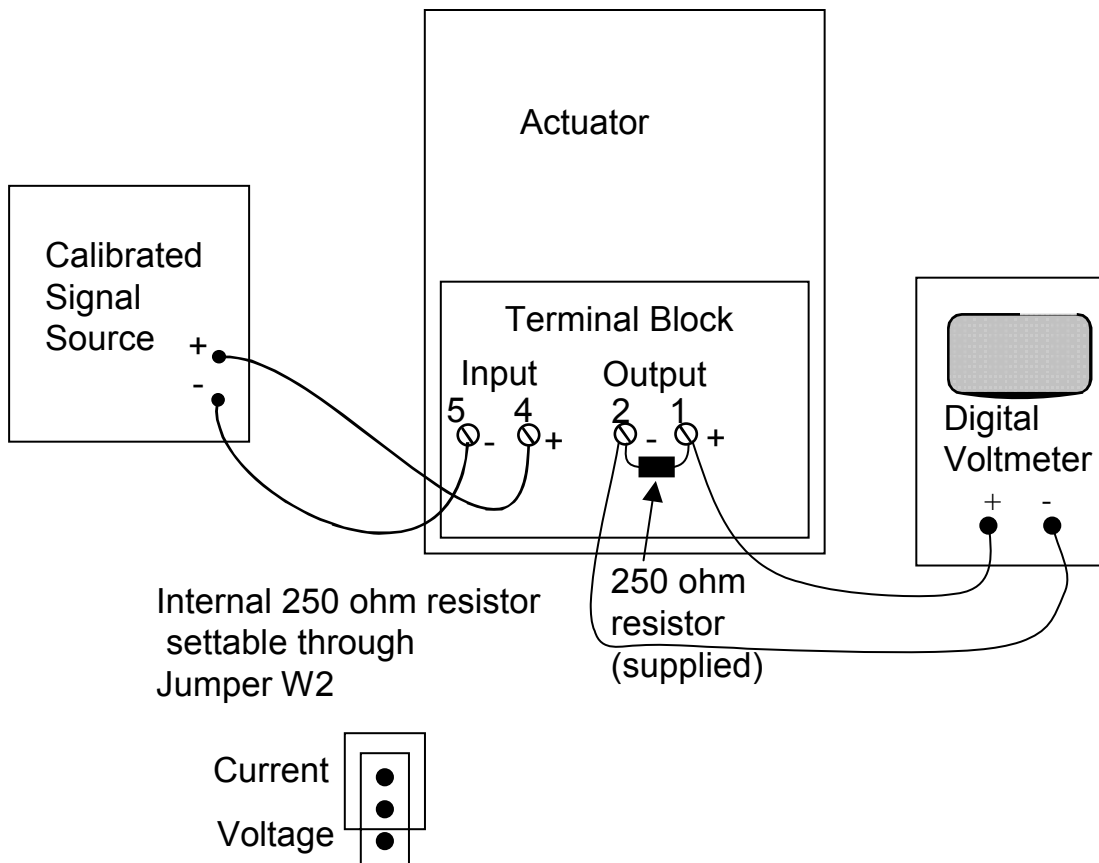 Actuator
Calibrated
Signal
Source
+
-
Terminal Block
Input
Output
5
4
2
1
-
+
-
+
Digital
Voltmeter
+
-
Internal 250 ohm resistor
settable through
Jumper W2
250 ohm
resistor
(supplied)
Current
Voltage